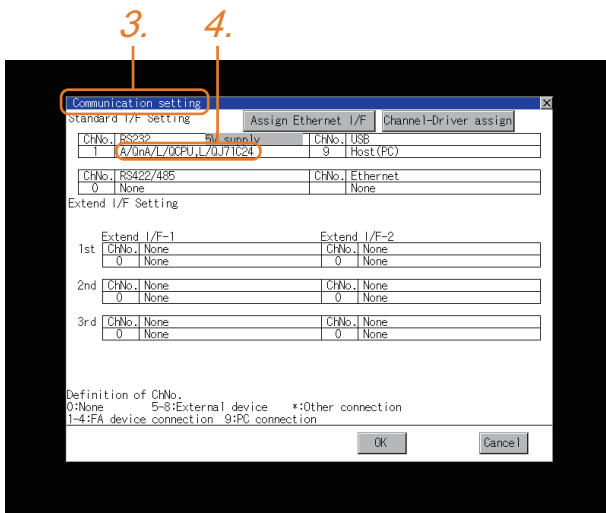 3. 4.
Communication setting
Standard I/F Setting Assign Ethernet I/F Channel-Driver assign
ChNo. RS232 5V supply ChNo. USB
1 A/QnA/L/QCPU,L/QJ71C24 9 Host(PC)
ChNo. RS422/485 ChNo. Ethernet
0 None None
Extend I/F Setting
Extend I/F-1 Extend I/F-2
1st ChNo. None ChNo. None
0 None 0 None
2nd ChNo. None ChNo. None
0 None 0 None
3rd ChNo. None ChNo. None
0 None 0 None
Definition of ChNo.
0:None 5-8:External device *:Other connection
1-4:FA device connection 9:PC connection
OK Cancel